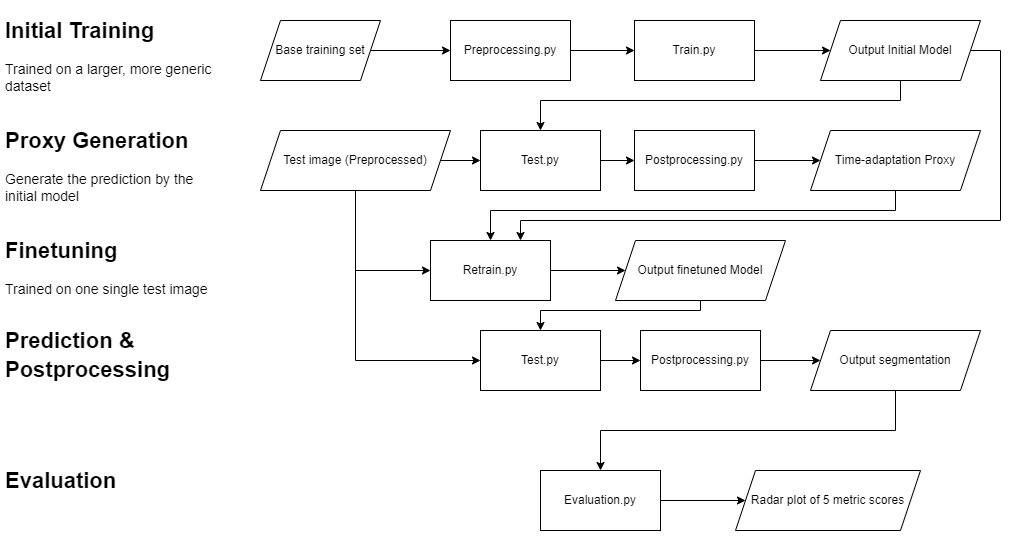 Initial Training
Trained on a larger, more generic
dataset
Base training set
Preprocessing.py
Train.py
Output Initial Model
Proxy Generation
Generate the prediction by the
initial model
Test image (Preprocessed)
Test.py
Postprocessing.py
Time-adaptation Proxy
Finetuning
Trained on one single test image
Retrain.py
Output finetuned Model
Prediction &
Postprocessing
Test.py
Postprocessing.py
Output segmentation
Evaluation
Evaluation.py
Radar plot of 5 metric scores